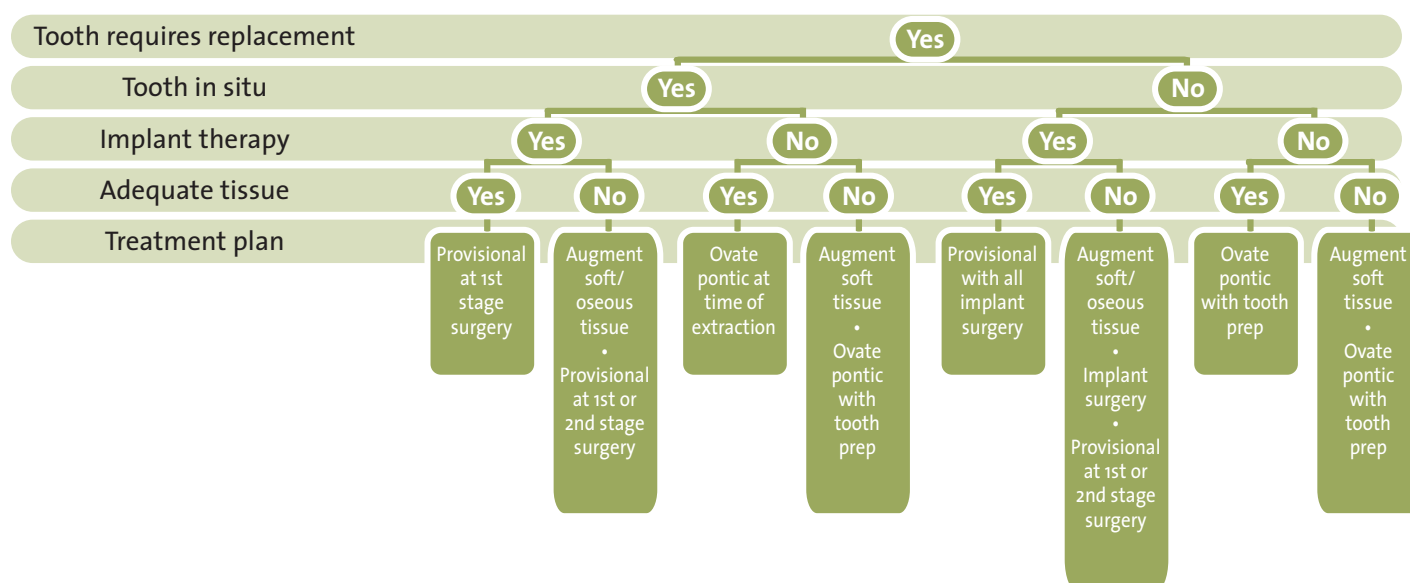 Tooth requires replacement
Yes
Tooth in situ
Yes
No
Implant therapy
Yes
No
Yes
No
Adequate tissue
Yes
No
Yes
No
Yes
No
Yes
No
Treatment plan
Provisional
at 1st
stage
surgery
Augment
soft/
oseous
tissue
•
Provisional
at 1st or
2nd stage
surgery
Ovate
pontic at
time of
extraction
Augment
soft
tissue
•
Ovate
pontic
with
tooth
prep
Provisional
with all
implant
surgery
Augment
soft/
oseous
tissue
•
Implant
surgery
•
Provisional
at 1st or
2nd stage
surgery
Ovate
pontic
with tooth
prep
Augment
soft
tissue
•
Ovate
pontic
with
tooth
prep